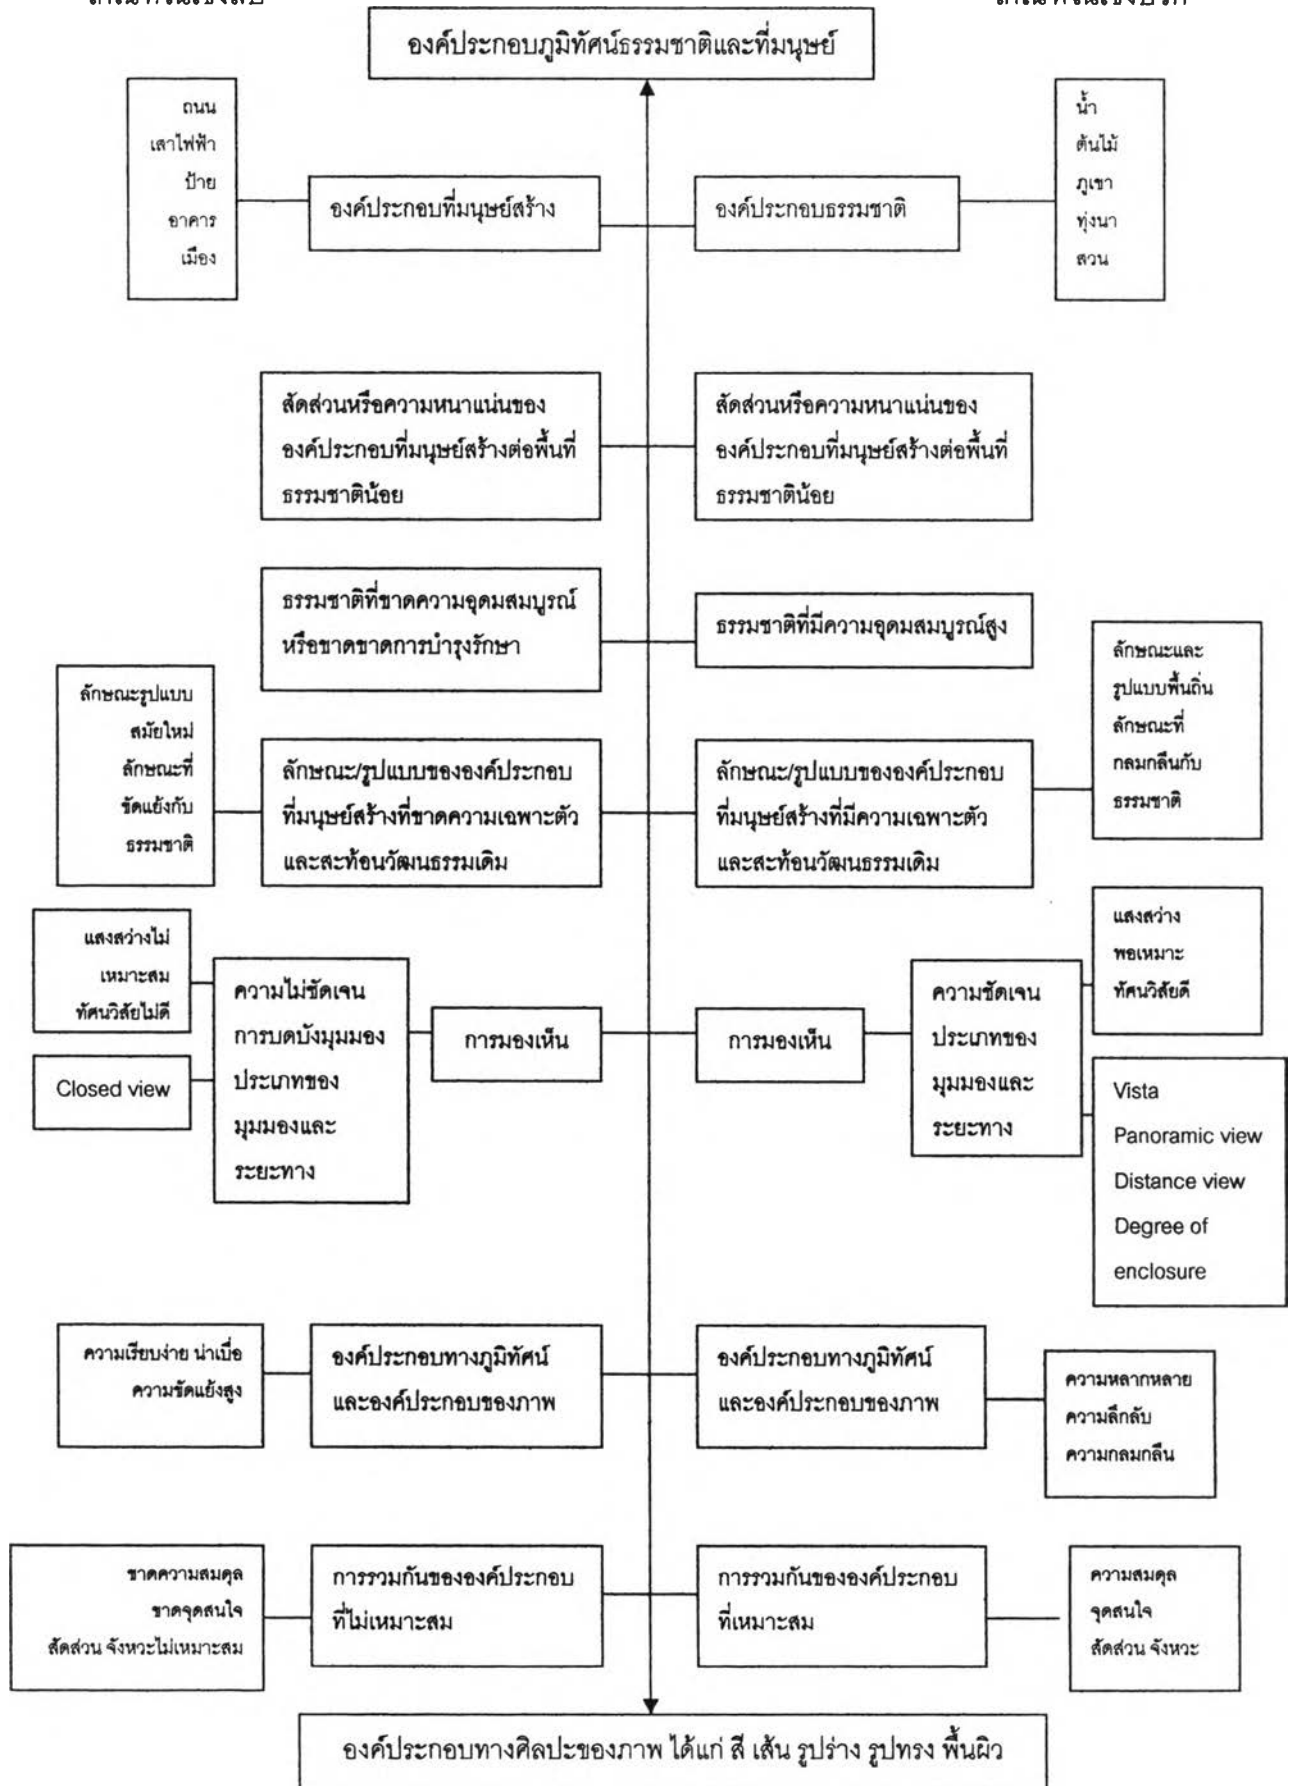 องค์ประกอบภูมิทัศน์ธรรมชาติและที่มนุษย์
ถนน
เสาไฟฟ้า
ป้าย
อาคาร
เมือง
องค์ประกอบที่มนุษย์สร้าง
องค์ประกอบธรรมชาติ
น้ำ
ต้นไม้
ภูเขา
ทุ่งนา
สวน
สัดส่วนหรือความหนาแน่นของ
องค์ประกอบที่มนุษย์สร้างต่อพื้นที่
ธรรมชาติน้อย
สัดส่วนหรือความหนาแน่นของ
องค์ประกอบที่มนุษย์สร้างต่อพื้นที่
ธรรมชาติน้อย
ธรรมชาติที่ขาดความอุดมสมบูรณ์
หรือขาดขาดการบำรุงรักษา
ธรรมชาติที่มีความอุดมสมบูรณ์สูง
ลักษณะรูปแบบ
สมัยใหม่
ลักษณะที่
ขัดแย้งกับ
ธรรมชาติ
ลักษณะ/รูปแบบขององค์ประกอบ
ที่มนุษย์สร้างที่ขาดความเฉพาะตัว
และสะท้อนวัฒนธรรมเดิม
ลักษณะ/รูปแบบขององค์ประกอบ
ที่มนุษย์สร้างที่มีความเฉพาะตัว
และสะท้อนวัฒนธรรมเดิม
ลักษณะและ
รูปแบบพื้นถิ่น
ลักษณะที่
กลมกลืนกับ
ธรรมชาติ
แสงสว่างไม่
เหมาะสม
ทัศนวิสัยไม่ดี
Closed view
ความไม่ชัดเจน
การบดบังมุมมอง
ประเภทของ
มุมมองและ
ระยะทาง
การมองเห็น
การมองเห็น
ความชัดเจน
ประเภทของ
มุมมองและ
ระยะทาง
แสงสว่าง
พอเหมาะ
ทัศนวิสัยดี
Vista
Panoramic view
Distance view
Degree of
enclosure
ความเรียบง่าย น่าเบื่อ
ความขัดแย้งสูง
องค์ประกอบทางภูมิทัศน์
และองค์ประกอบของภาพ
องค์ประกอบทางภูมิทัศน์
และองค์ประกอบของภาพ
ความหลากหลาย
ความลึกลับ
ความกลมกลืน
ขาดความสมดุล
ขาดจุดสนใจ
สัดส่วน จังหวะไม่เหมาะสม
การรวมกันขององค์ประกอบ
ที่ไม่เหมาะสม
การรวมกันขององค์ประกอบ
ที่เหมาะสม
ความสมดุล
จุดสนใจ
สัดส่วน จังหวะ
องค์ประกอบทางศิลปะของภาพ ได้แก่ สี เส้น รูปร่าง รูปทรง พื้นผิว